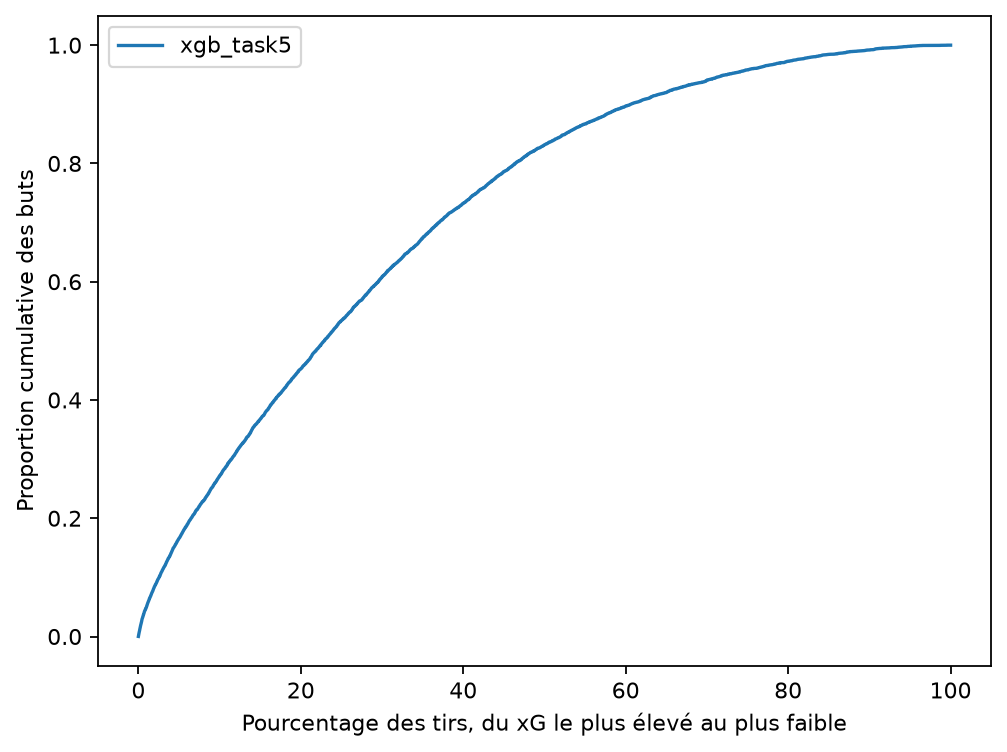 xgb_task5
1.0
0.8
0.6
0.4
0.2
0.0
Proportion cumulative des buts
0 20 40 60 80 100
Pourcentage des tirs, du xG le plus élevé au plus faible